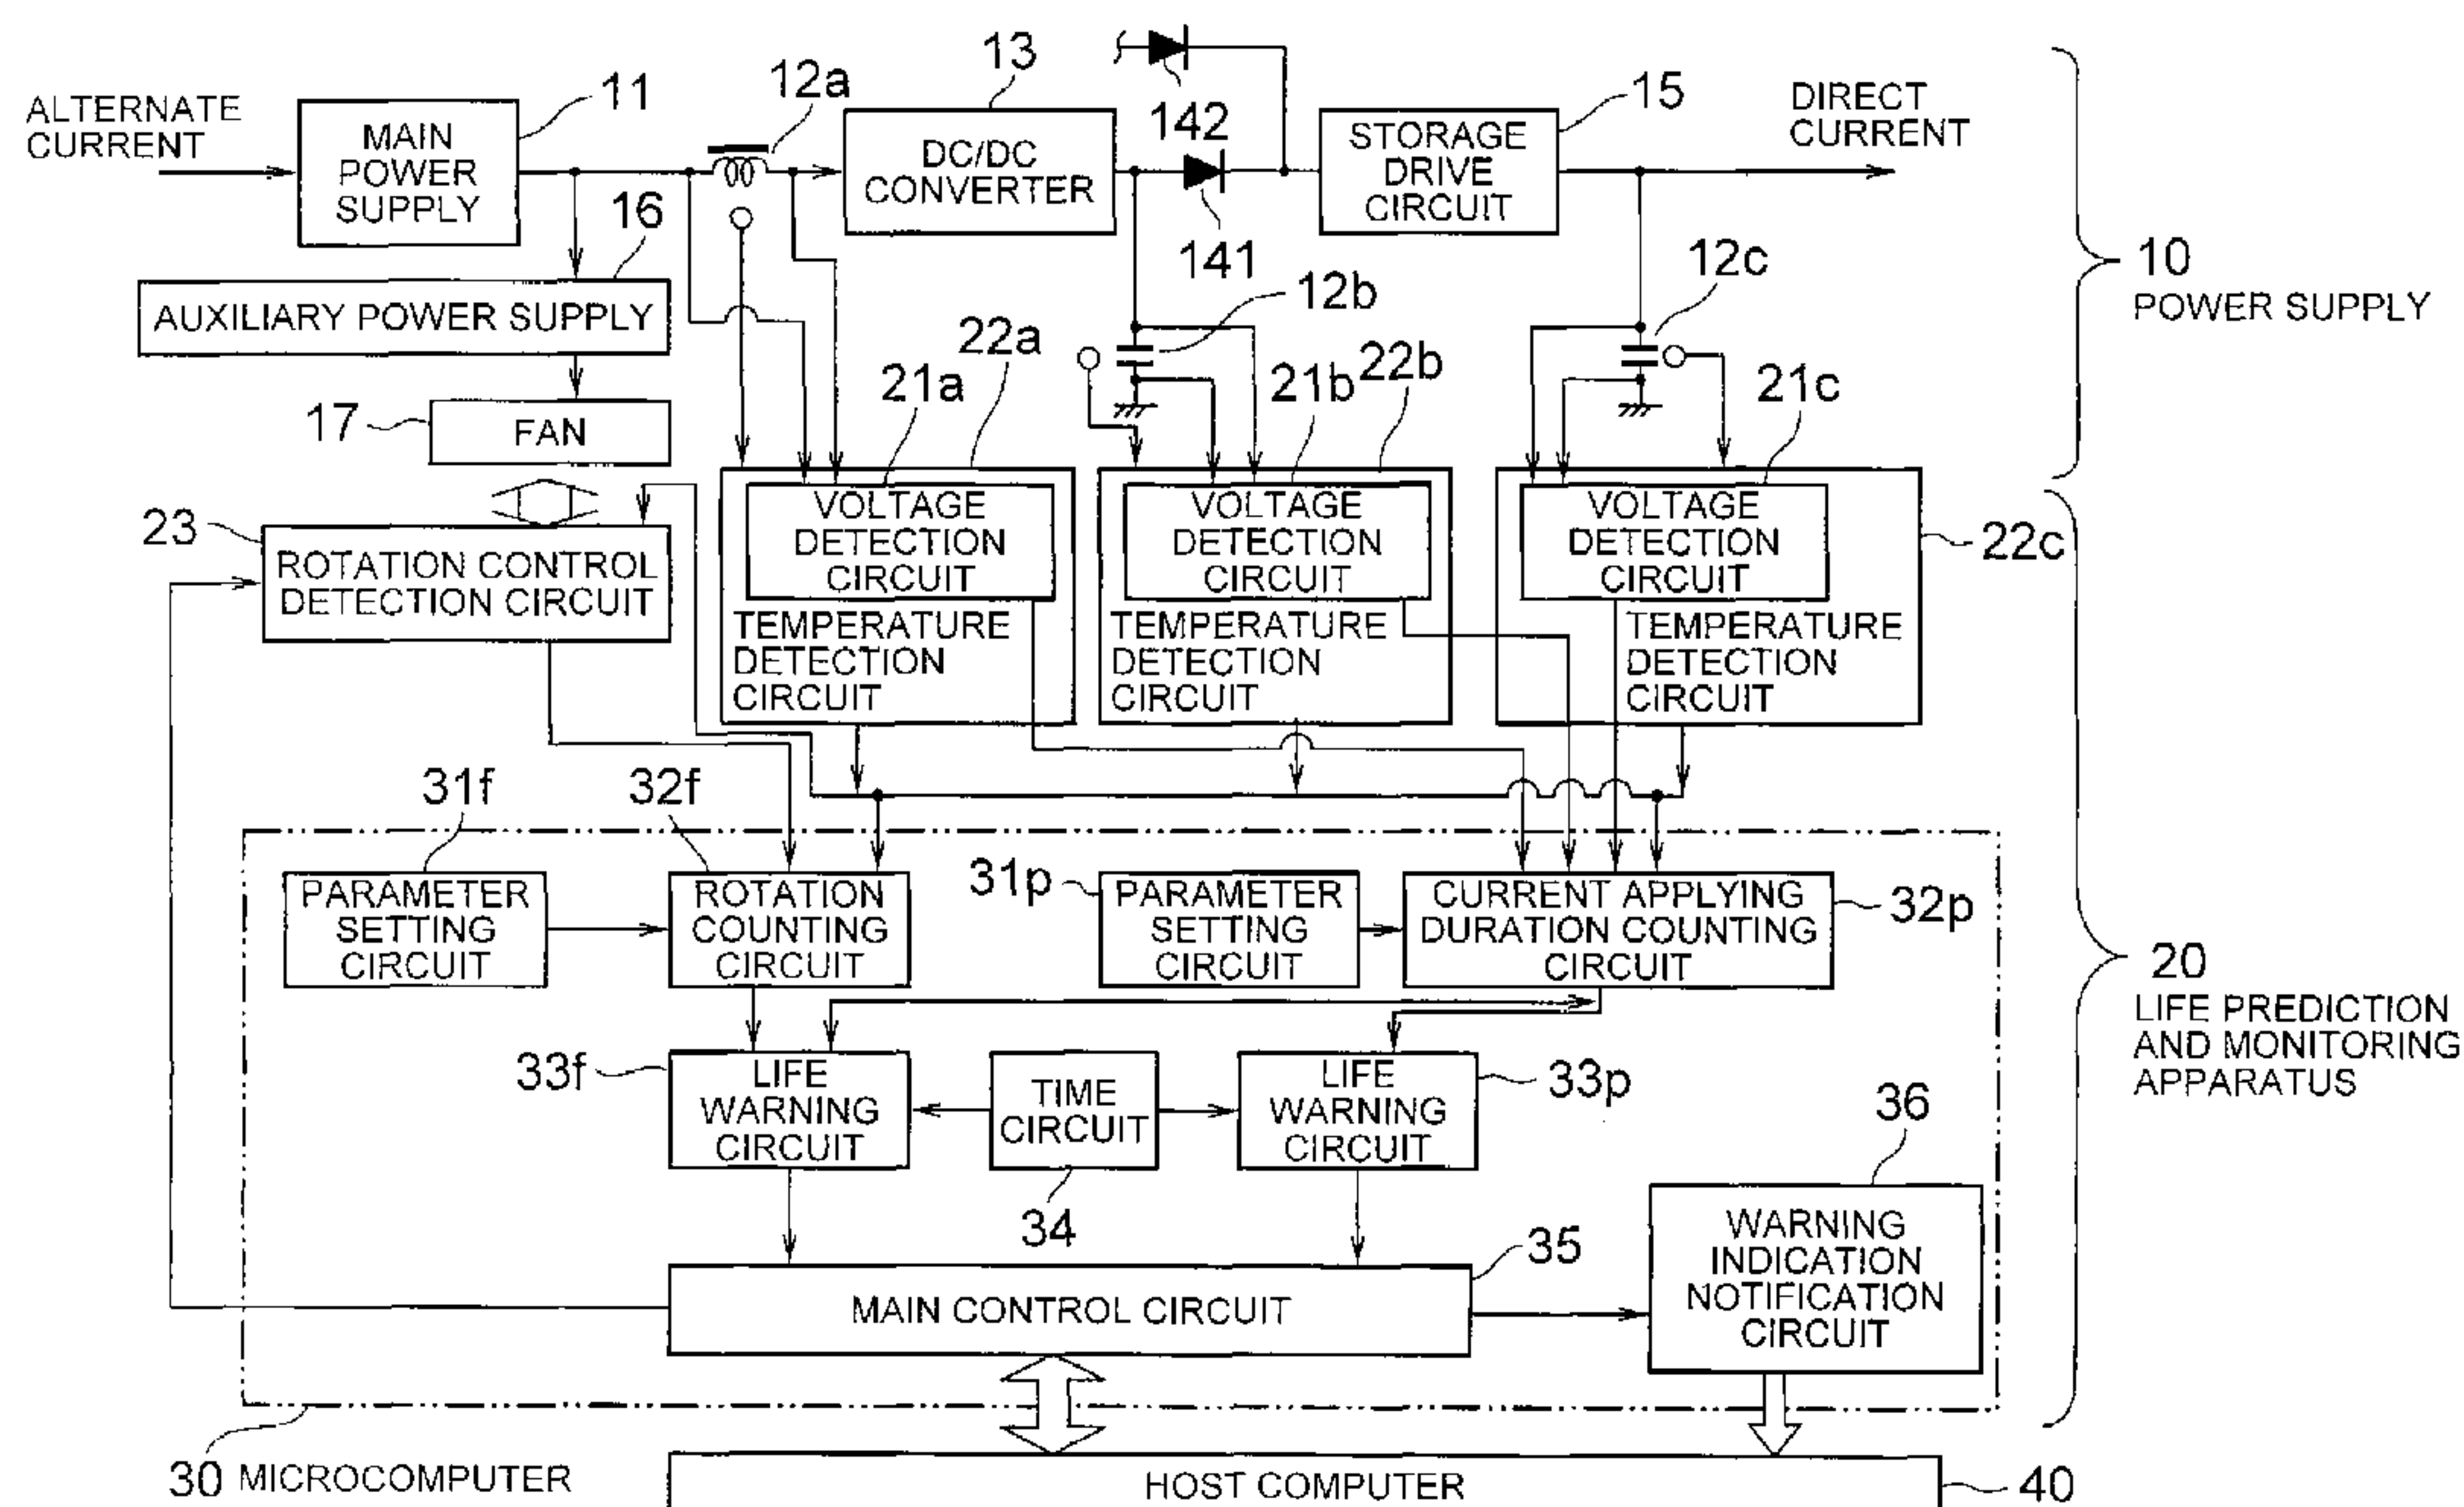 ALTERNATE
CURRENT
MAIN
POWER
SUPPLY
11
12a
13
DC/DC
CONVERTER
142
141
15
STORAGE
DRIVE
CIRCUIT
DIRECT
CURRENT
10
POWER SUPPLY
16
AUXILIARY POWER SUPPLY
17
FAN
12b
12c
22a
21a
21b
22b
21c
22c
23
ROTATION CONTROL
DETECTION CIRCUIT
VOLTAGE
DETECTION
CIRCUIT
TEMPERATURE
DETECTION
CIRCUIT
VOLTAGE
DETECTION
CIRCUIT
TEMPERATURE
DETECTION
CIRCUIT
VOLTAGE
DETECTION
CIRCUIT
TEMPERATURE
DETECTION
CIRCUIT
31f
PARAMETER
SETTING
CIRCUIT
32f
ROTATION
COUNTING
CIRCUIT
31p
PARAMETER
SETTING
CIRCUIT
CURRENT APPLYING
DURATION COUNTING
CIRCUIT
32p
20
LIFE PREDICTION
AND MONITORING
APPARATUS
33f
LIFE
WARNING
CIRCUIT
TIME
CIRCUIT
34
LIFE
WARNING
CIRCUIT
33p
36
WARNING
INDICATION
NOTIFICATION
CIRCUIT
35
MAIN CONTROL CIRCUIT
30 MICROCOMPUTER
HOST COMPUTER
40